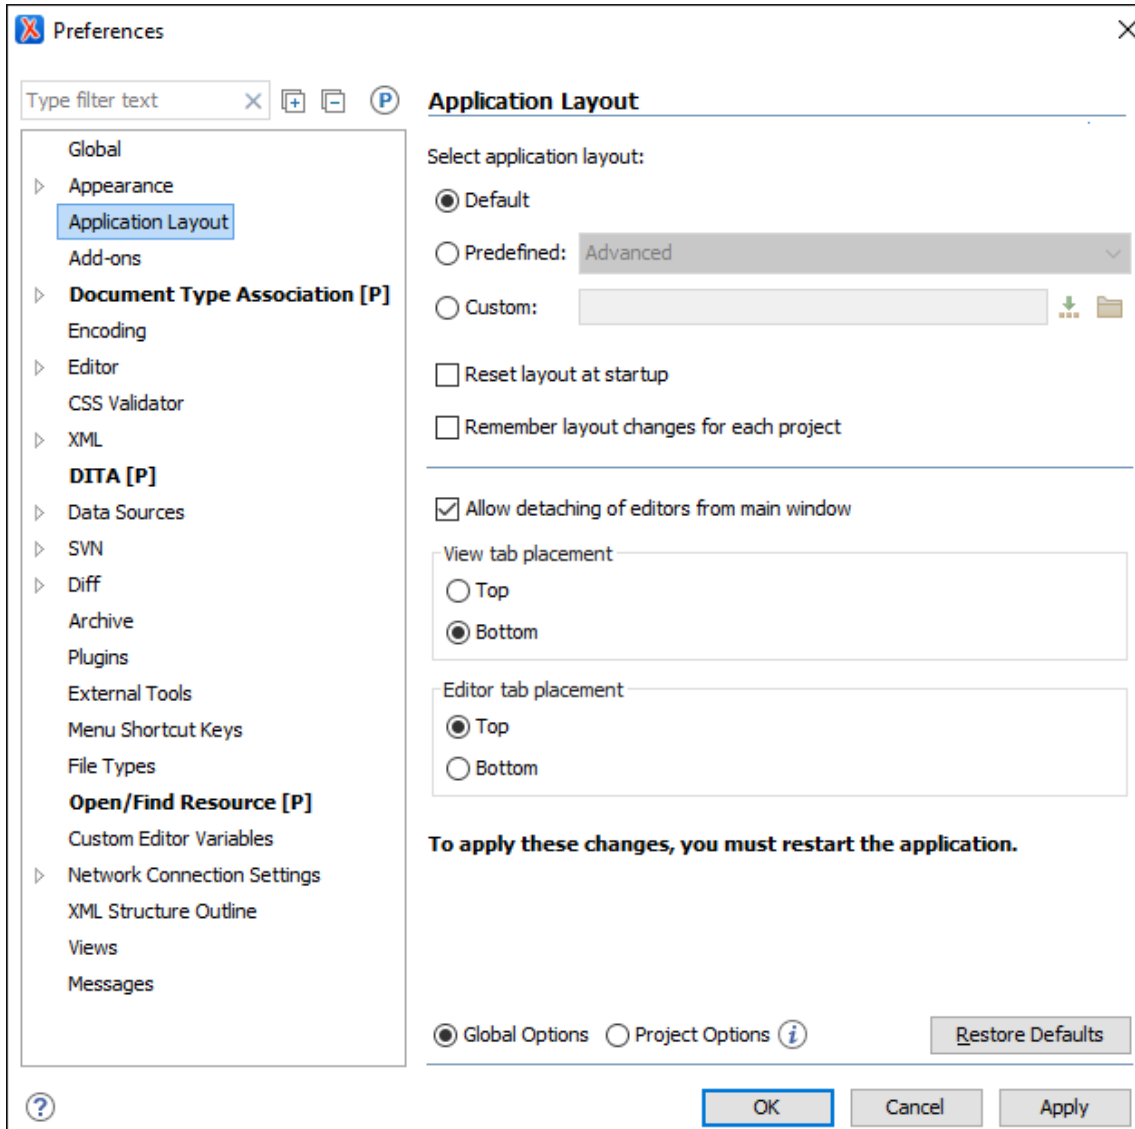 Preferences
Type filter text
P
Global
Appearance
Application Layout
Add-ons
Document Type Association [P]
Encoding
Editor
CSS Validator
XML
DITA [P]
Data Sources
SVN
Diff
Archive
Plugins
External Tools
Menu Shortcut Keys
File Types
Open/Find Resource [P]
Custom Editor Variables
Network Connection Settings
XML Structure Outline
Views
Messages
Application Layout
Select application layout:
Default
Predefined: Advanced
Custom:
Reset layout at startup
Remember layout changes for each project
Allow detaching of editors from main window
View tab placement
Top
Bottom
Editor tab placement
Top
Bottom
To apply these changes, you must restart the application.
Global Options Project Options i Restore Defaults
? OK Cancel Apply